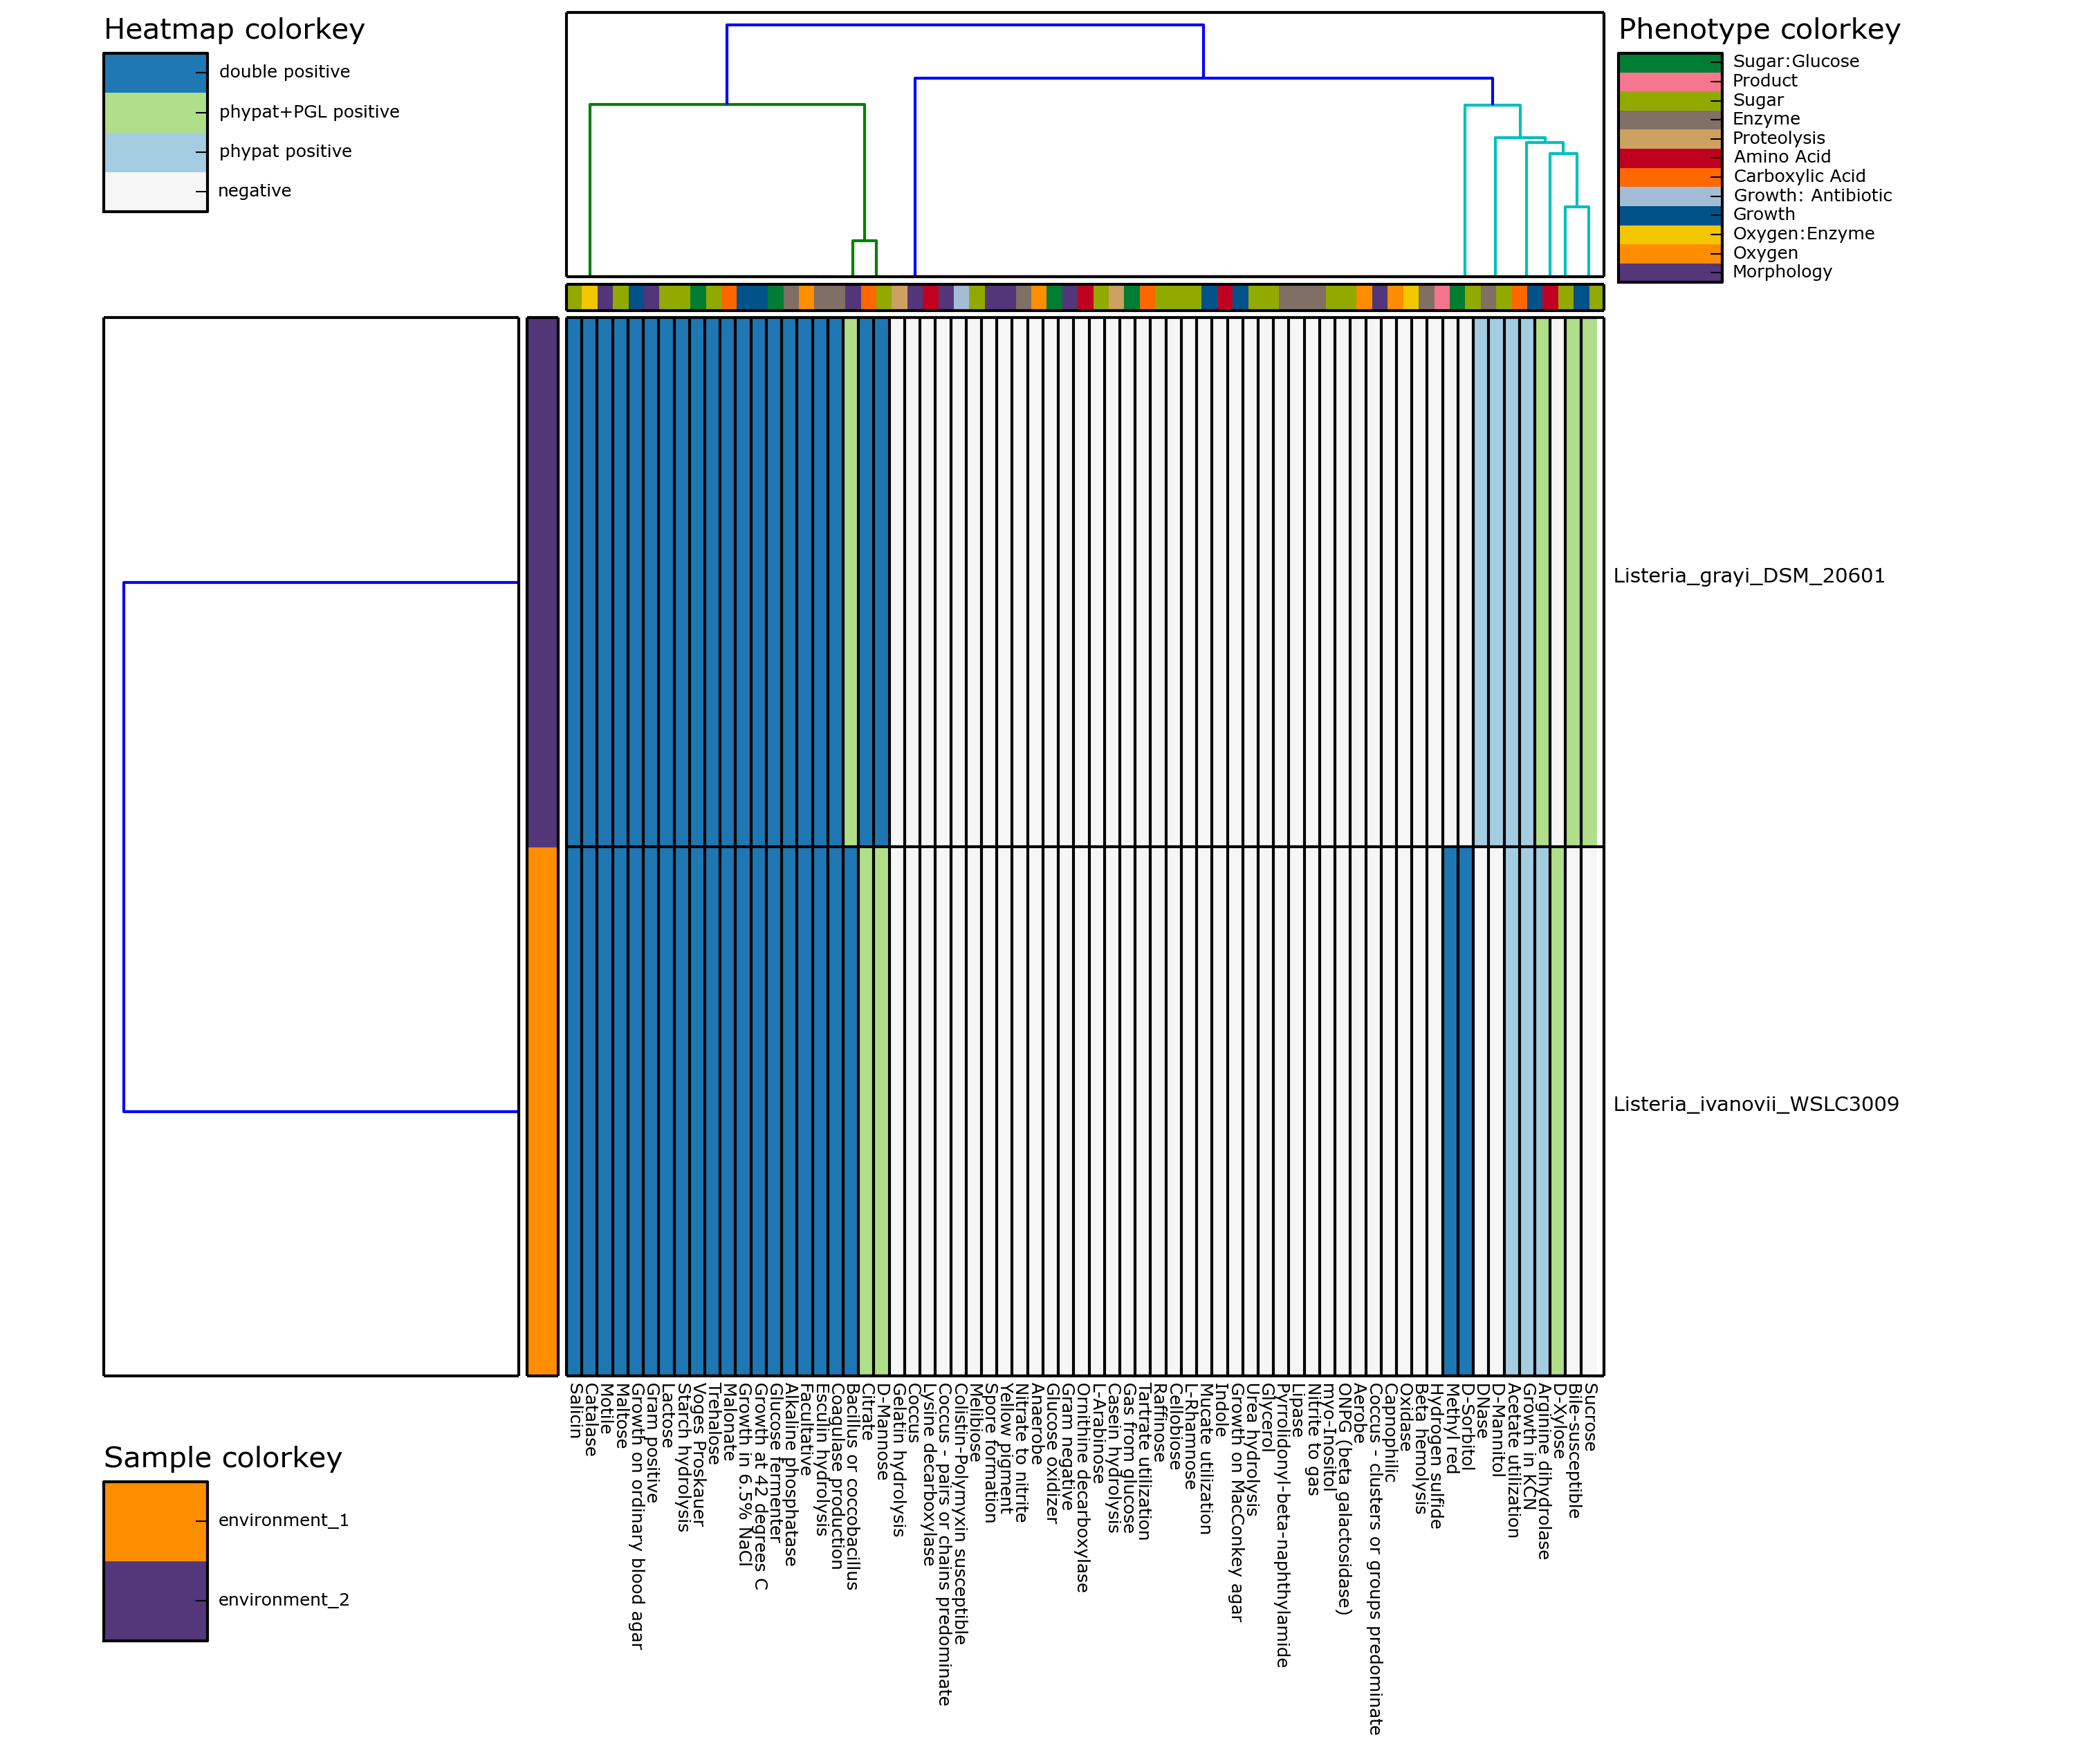 Heatmap colorkey
double positive
phypat+PGL positive
phypat positive
negative
Phenotype colorkey
Sugar:Glucose
Product
Sugar
Enzyme
Proteolysis
Amino Acid
Carboxylic Acid
Growth: Antibiotic
Growth
Oxygen:Enzyme
Oxygen
Morphology
Listeria_grayi_DSM_20601
Listeria_ivanovii_WSLC3009
Salicin
Catalase
Motile
Maltose
Growth on ordinary blood agar
Gram positive
Lactose
Starch hydrolysis
Voges Proskauer
Trehalose
Malonate
Growth in 6.5% NaCl
Growth at 42 degrees C
Glucose fermenter
Alkaline phosphatase
Facultative
Esculin hydrolysis
Coagulase production
Bacillus or coccobacillus
Citrate
D-Mannose
Gelatin hydrolysis
Coccus
Lysine decarboxylase
Coccus - pairs or chains predominate
Colistin-Polymyxin susceptible
Melibiose
Spore formation
Yellow pigment
Nitrate to nitrite
Anaerobe
Glucose oxidizer
Gram negative
Ornithine decarboxylase
L-Arabinose
Casein hydrolysis
Gas from glucose
Tartrate utilization
Raffinose
Cellobiose
L-Rhamnose
Mucate utilization
Indole
Growth on MacConkey agar
Urea hydrolysis
Glycerol
Pyrrolidonyl-beta-naphthylamide
Lipase
Nitrite to gas
myo-Inositol
ONPG (beta galactosidase)
Aerobe
Coccus - clusters or groups predominate
Capnophilic
Oxidase
Beta hemolysis
Hydrogen sulfide
Methyl red
D-Sorbitol
DNase
D-Mannitol
Acetate utilization
Growth in KCN
Arginine dihydrolase
D-Xylose
Bile-susceptible
Sucrose
Sample colorkey
environment_1
environment_2